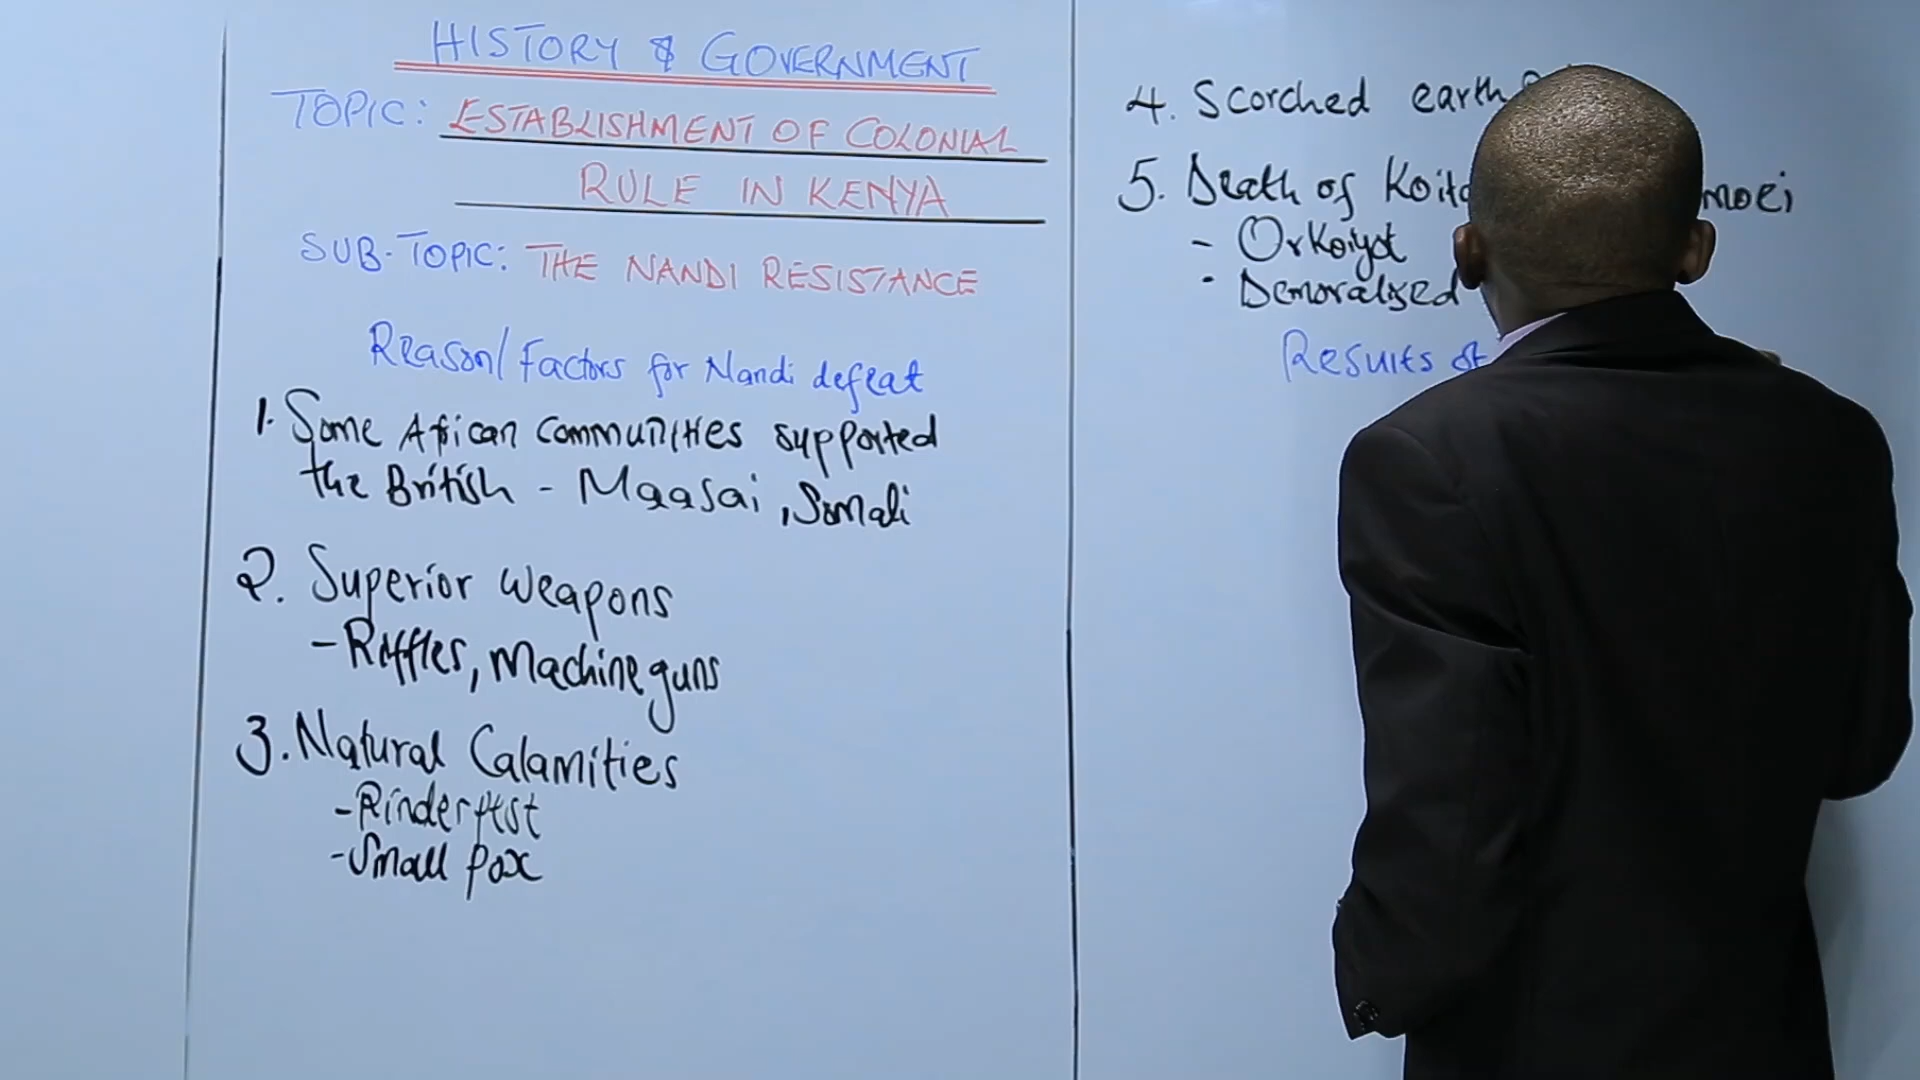 HISTORY & GOVERNMENT
TOPIC: ESTABLISHMENT OF COLONIAL
RULE IN KENYA
SUB-TOPIC: THE NANDI RESISTANCE
Reason/Factors for Nandi defeat
1. Some African communities supported
the British - Maasai, Somali
2. Superior weapons
- Riffles, Machine guns
3. Natural Calamities
- Rinderpest
- Small pox
4. Scorched earth
5. Death of
- Orkoiyot
- Demoralized
Results of